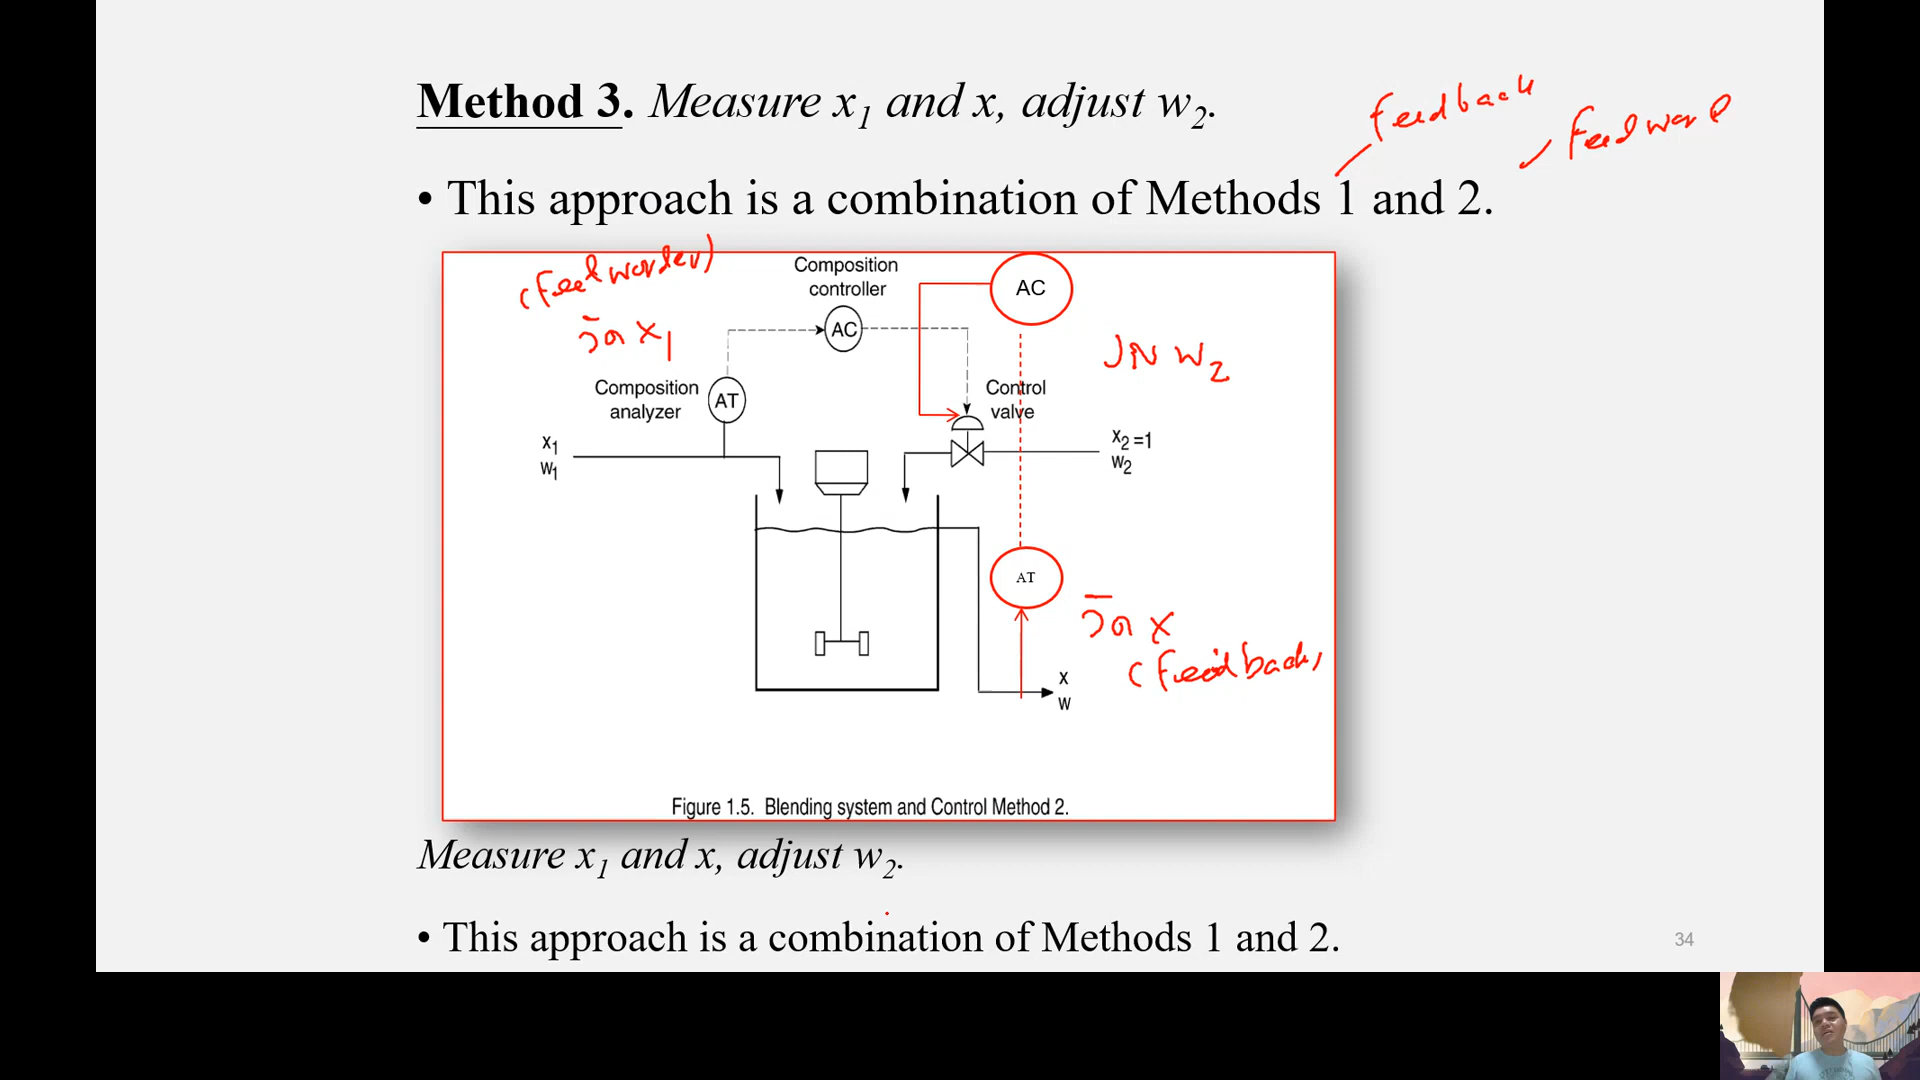 Method 3. Measure x1 and x, adjust w2.
feedback
feedward
• This approach is a combination of Methods 1 and 2.
(feedworder)
Composition controller
AC
AC
วัด x1
JN w2
Composition analyzer
AT
Control valve
x1
w1
x2=1
w2
AT
วัด x
(feedback)
x
w
Figure 1.5. Blending system and Control Method 2.
Measure x1 and x, adjust w2.
• This approach is a combination of Methods 1 and 2.
34